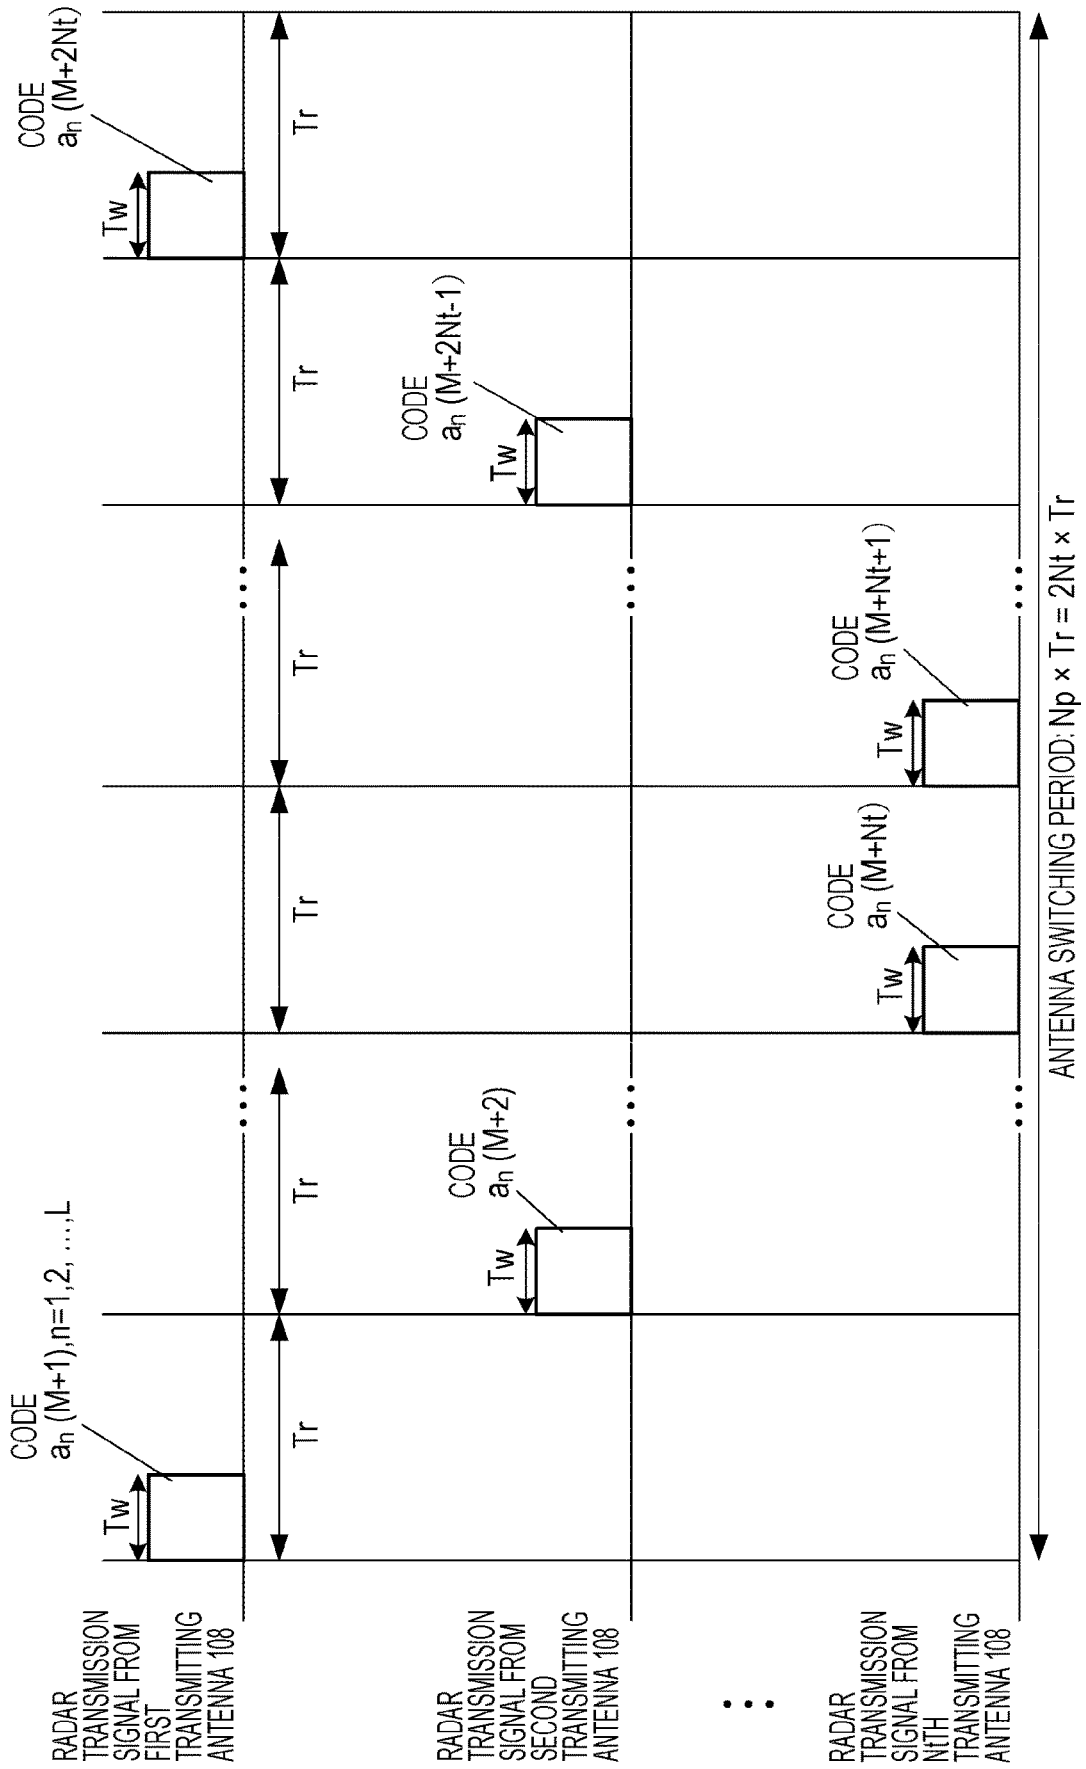 RADAR
TRANSMISSION
SIGNAL FROM
FIRST
TRANSMITTING
ANTENNA 108
CODE
an (M+1),n=1,2, ...,L
Tw
CODE
an (M+2Nt)
Tw
Tr
Tr
Tr
Tr
Tr
Tr
RADAR
TRANSMISSION
SIGNAL FROM
SECOND
TRANSMITTING
ANTENNA 108
CODE
an (M+2)
Tw
CODE
an (M+2Nt-1)
Tw
RADAR
TRANSMISSION
SIGNAL FROM
NtTH
TRANSMITTING
ANTENNA 108
CODE
an (M+Nt)
Tw
CODE
an (M+Nt+1)
Tw
ANTENNA SWITCHING PERIOD: Np × Tr = 2Nt × Tr